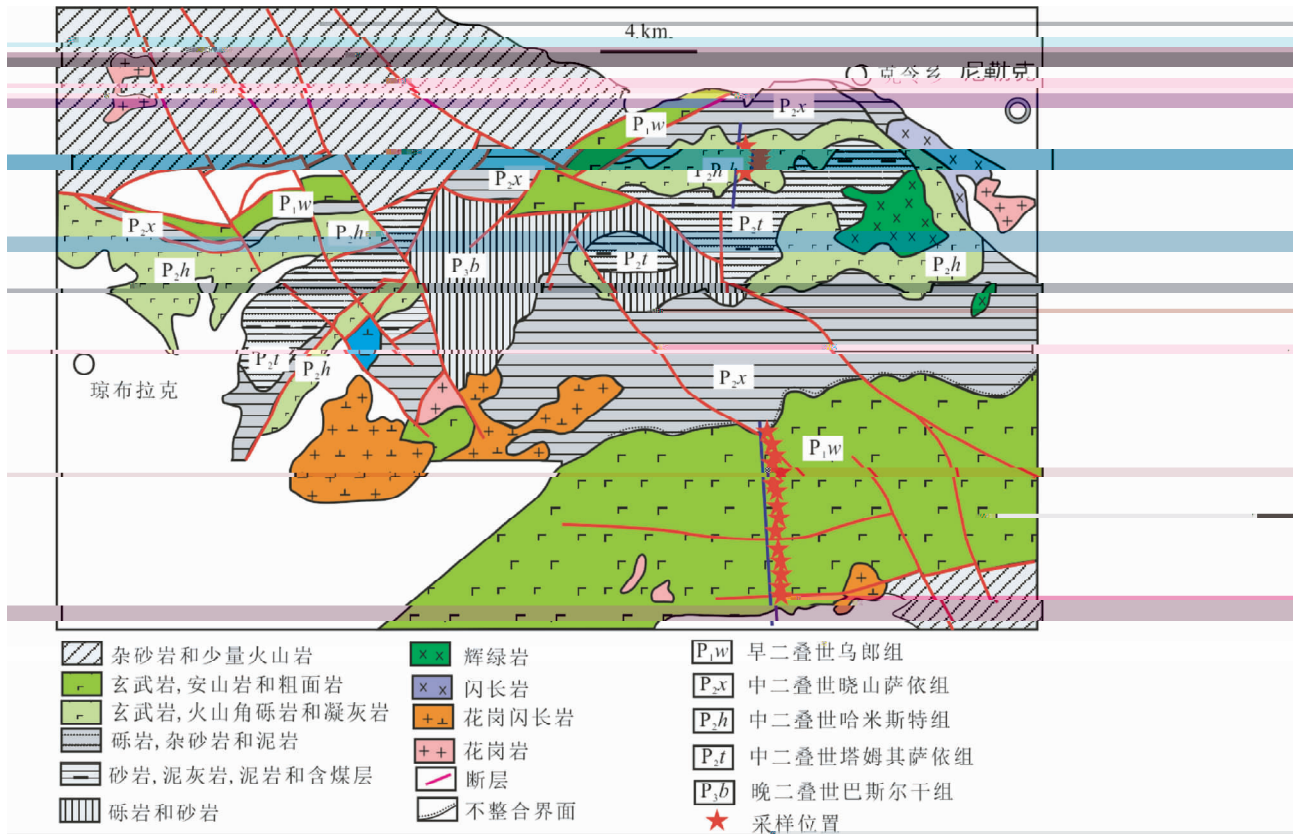 4 km
克令乡 尼勒克
P₂x
P₁w
P₂h
P₂x
P₁w
P₂t
P₂x
P₂h
P₂h
P₃b
P₂t
P₂h
P₂t
P₂h
P₂x
琼布拉克
P₁w
杂砂岩和少量火山岩
玄武岩,安山岩和粗面岩
玄武岩,火山角砾岩和凝灰岩
砾岩,杂砂岩和泥岩
砂岩,泥灰岩,泥岩和含煤层
砾岩和砂岩
辉绿岩
闪长岩
花岗闪长岩
花岗岩
断层
不整合界面
P₁w 早二叠世乌郎组
P₂x 中二叠世晓山萨依组
P₂h 中二叠世哈米斯特组
P₂t 中二叠世塔姆其萨依组
P₃b 晚二叠世巴斯尔干组
采样位置